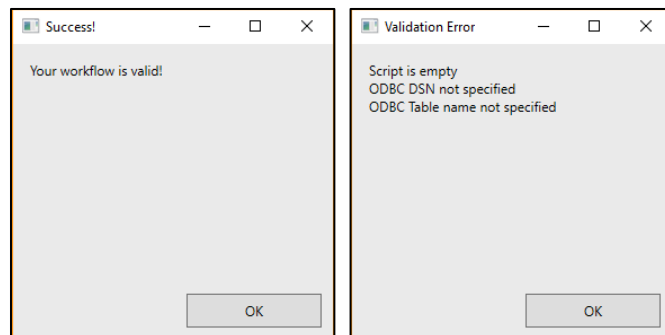 Success!
Your workflow is valid!
OK
Validation Error
Script is empty
ODBC DSN not specified
ODBC Table name not specified
OK